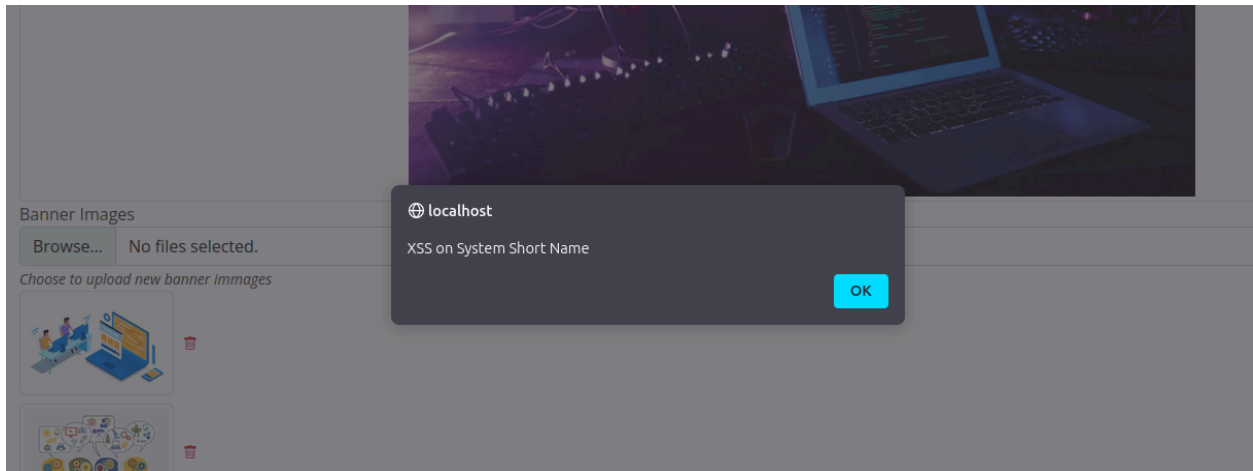 Banner Images
Browse... No files selected.
Choose to upload new banner immages
localhost
XSS on System Short Name
OK